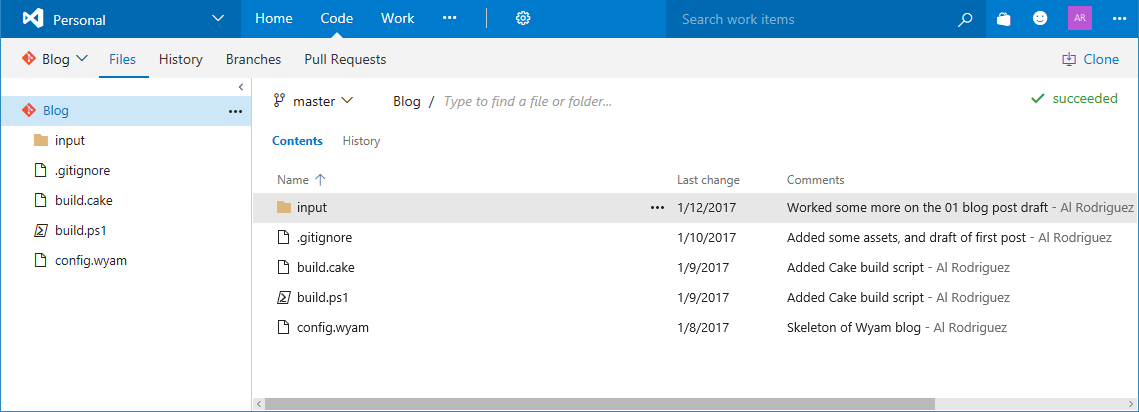 Personal Home Code Work ••• Search work items AR •••
Blog Files History Branches Pull Requests Clone
Blog •••
input
.gitignore
build.cake
build.ps1
config.wyam
master Blog / Type to find a file or folder... succeeded
Contents History
Name Last change Comments
input ••• 1/12/2017 Worked some more on the 01 blog post draft - Al Rodriguez
.gitignore 1/10/2017 Added some assets, and draft of first post - Al Rodriguez
build.cake 1/9/2017 Added Cake build script - Al Rodriguez
build.ps1 1/9/2017 Added Cake build script - Al Rodriguez
config.wyam 1/8/2017 Skeleton of Wyam blog - Al Rodriguez